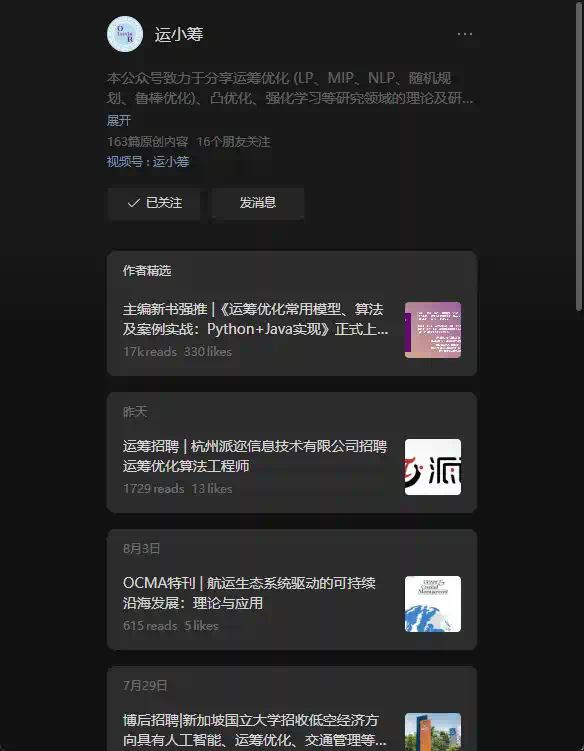 运小筹
本公众号致力于分享运筹优化 (LP、MIP、NLP、随机规
划、鲁棒优化)、凸优化、强化学习等研究领域的理论及研...
展开
163篇原创内容 16个朋友关注
视频号 : 运小筹
已关注
发消息
作者精选
主编新书强推 |《运筹优化常用模型、算法
及案例实战：Python+Java实现》正式上...
17k reads 330 likes
昨天
运筹招聘 | 杭州派迩信息技术有限公司招聘
运筹优化算法工程师
1729 reads 13 likes
8月3日
OCMA特刊 | 航运生态系统驱动的可持续
沿海发展：理论与应用
615 reads 5 likes
Ocean &
Coastal
Management
7月29日
博后招聘|新加坡国立大学招收低空经济方
向具有人工智能、运筹优化、交通管理等...